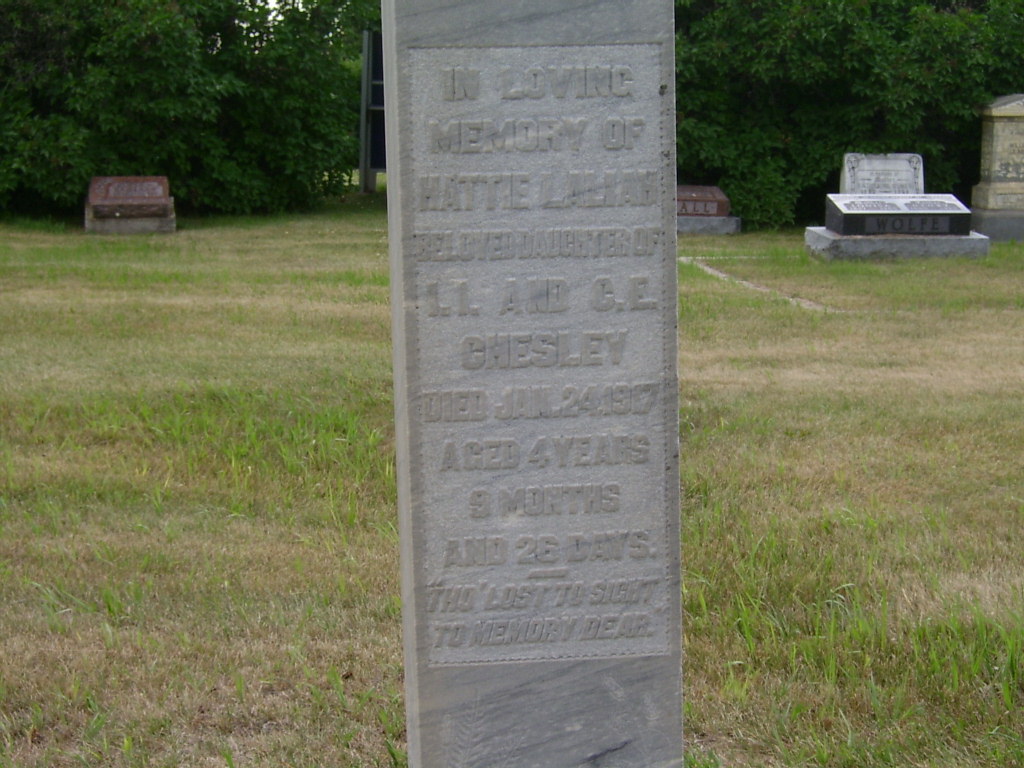 IN LOVING
MEMORY OF
HATTIE
BELOVED DAUGHTER OF
I.I. AND C.E.
CHESLEY
DIED JAN. 24. 1917
AGED 4 YEARS
9 MONTHS
AND 26 DAYS.
THO' LOST TO SIGHT
TO MEMORY DEAR.
WOLFE